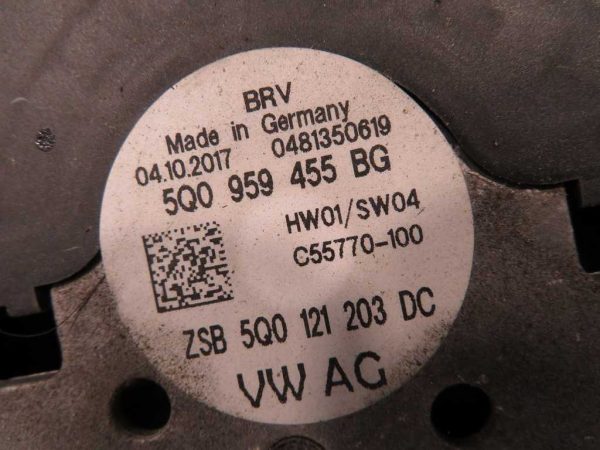 BRV
Made in Germany
04.10.2017 0481350619
5Q0 959 455 BG
HW01/SW04
C55770-100
ZSB 5Q0 121 203 DC
VW AG